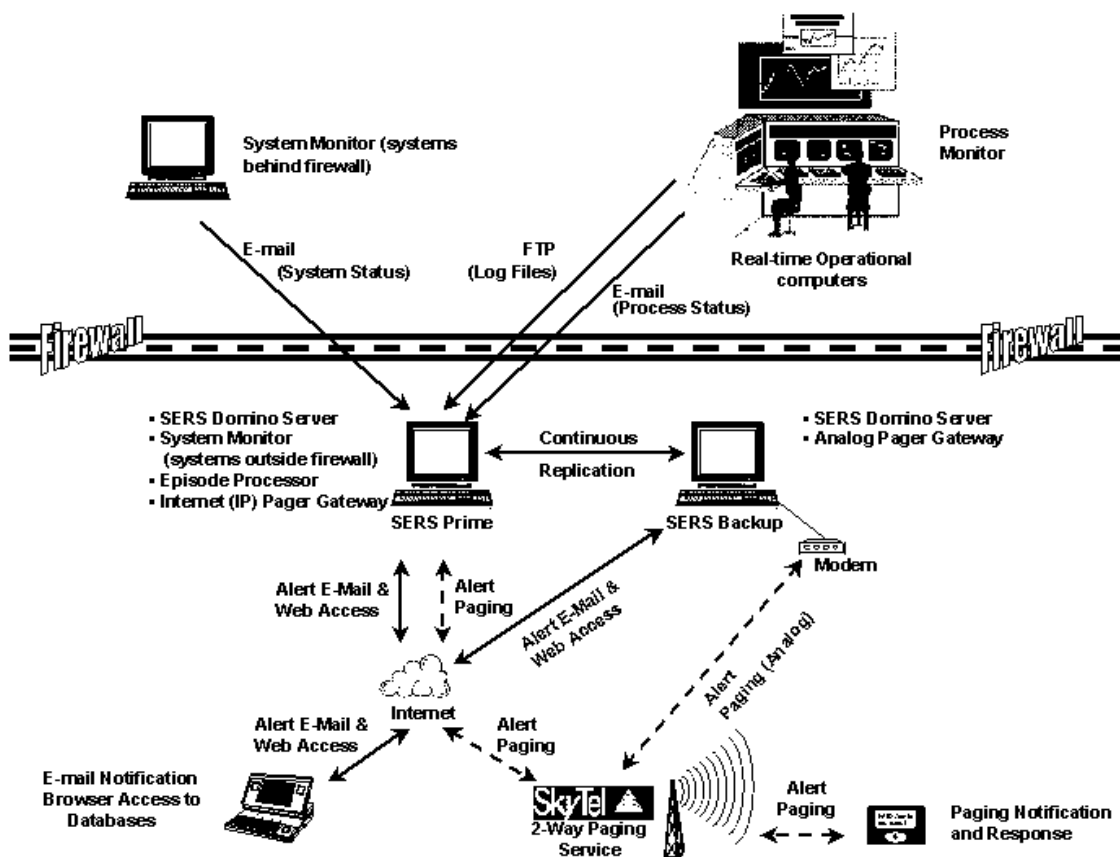 System Monitor (systems
behind firewall)
Process
Monitor
Real-time Operational
computers
E-mail
(System Status)
FTP
(Log Files)
E-mail
(Process Status)
Firewall
Firewall
▪ SERS Domino Server
▪ System Monitor
(systems outside firewall)
▪ Episode Processor
▪ Internet (IP) Pager Gateway
SERS Prime
Continuous
Replication
▪ SERS Domino Server
▪ Analog Pager Gateway
SERS Backup
Modem
Alert E-Mail &
Web Access
Alert
Paging
Alert E-Mail &
Web Access
Alert
Paging (Analog)
Internet
Alert E-Mail &
Web Access
Alert
Paging
E-mail Notification
Browser Access to
Databases
SkyTel
2-Way Paging
Service
Alert
Paging
Paging Notification
and Response